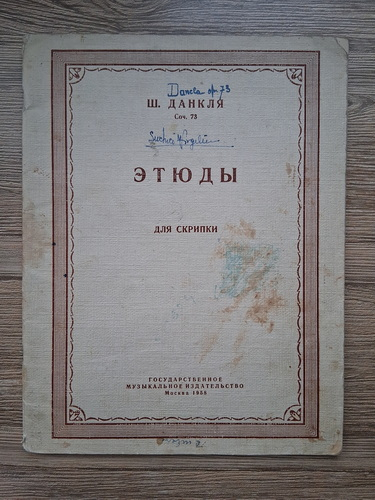 Dancla op. 73
Ш. ДАНКЛЯ
Соч. 73
ЭТЮДЫ
ДЛЯ СКРИПКИ
ГОСУДАРСТВЕННОЕ
МУЗЫКАЛЬНОЕ ИЗДАТЕЛЬСТВО
Москва 1958